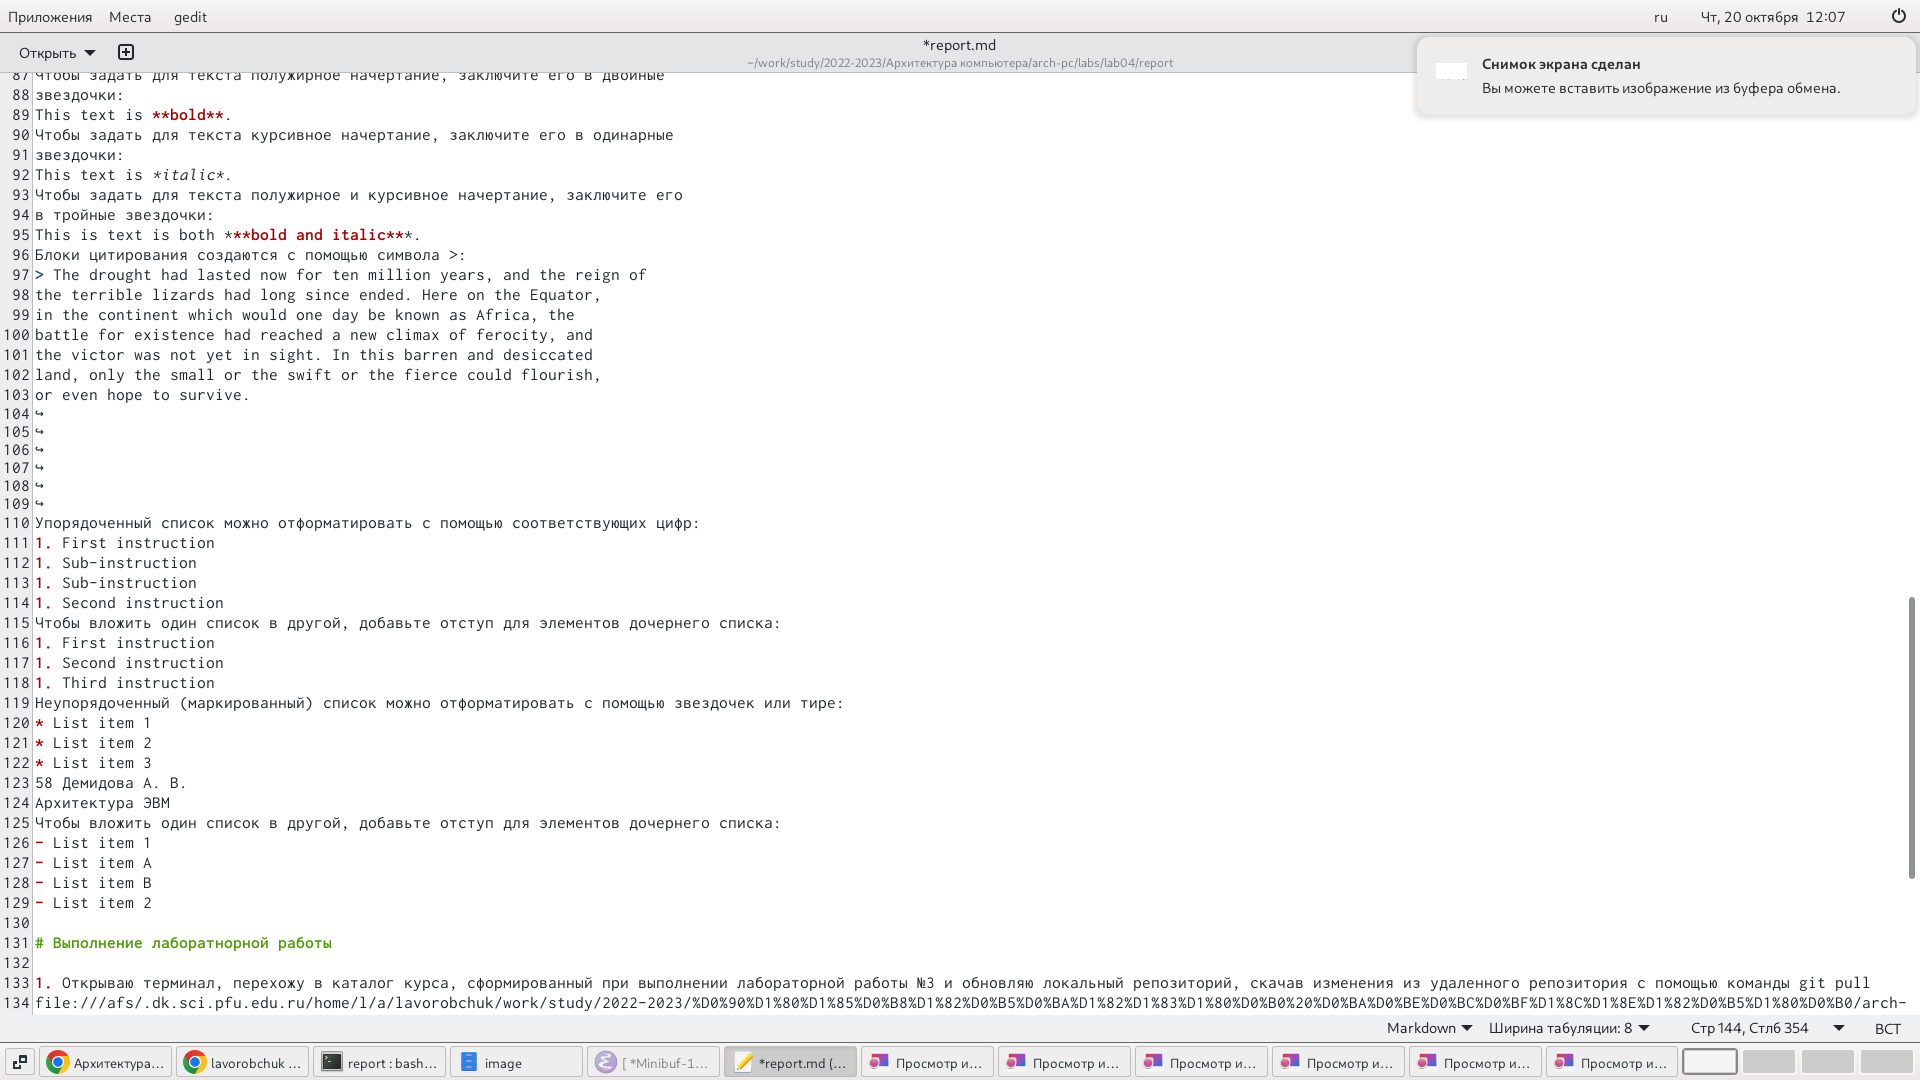 Приложения Места gedit ru Чт, 20 октября 12:07
Открыть *report.md
~/work/study/2022-2023/Архитектура компьютера/arch-pc/labs/lab04/report
Снимок экрана сделан
Вы можете вставить изображение из буфера обмена.
87 Чтобы задать для текста полужирное начертание, заключите его в двойные
88 звездочки:
89 This text is **bold**.
90 Чтобы задать для текста курсивное начертание, заключите его в одинарные
91 звездочки:
92 This text is *italic*.
93 Чтобы задать для текста полужирное и курсивное начертание, заключите его
94 в тройные звездочки:
95 This is text is both ***bold and italic***.
96 Блоки цитирования создаются с помощью символа >:
97 > The drought had lasted now for ten million years, and the reign of
98 the terrible lizards had long since ended. Here on the Equator,
99 in the continent which would one day be known as Africa, the
100 battle for existence had reached a new climax of ferocity, and
101 the victor was not yet in sight. In this barren and desiccated
102 land, only the small or the swift or the fierce could flourish,
103 or even hope to survive.
104 ↪
105 ↪
106 ↪
107 ↪
108 ↪
109 ↪
110 Упорядоченный список можно отформатировать с помощью соответствующих цифр:
111 1. First instruction
112 1. Sub-instruction
113 1. Sub-instruction
114 1. Second instruction
115 Чтобы вложить один список в другой, добавьте отступ для элементов дочернего списка:
116 1. First instruction
117 1. Second instruction
118 1. Third instruction
119 Неупорядоченный (маркированный) список можно отформатировать с помощью звездочек или тире:
120 * List item 1
121 * List item 2
122 * List item 3
123 58 Демидова А. В.
124 Архитектура ЭВМ
125 Чтобы вложить один список в другой, добавьте отступ для элементов дочернего списка:
126 - List item 1
127 - List item A
128 - List item B
129 - List item 2
130
131 # Выполнение лаборатнорной работы
132
133 1. Открываю терминал, перехожу в каталог курса, сформированный при выполнении лабораторной работы №3 и обновляю локальный репозиторий, скачав изменения из удаленного репозитория с помощью команды git pull
134 file:///afs/.dk.sci.pfu.edu.ru/home/l/a/lavorobchuk/work/study/2022-2023/%D0%90%D1%80%D1%85%D0%B8%D1%82%D0%B5%D0%BA%D1%82%D1%83%D1%80%D0%B0%20%D0%BA%D0%BE%D0%BC%D0%BF%D1%8C%D1%8E%D1%82%D0%B5%D1%80%D0%B0/arch-
Markdown Ширина табуляции: 8 Стр 144, Стлб 354 ВСТ
Архитектура... lavorobchuk ... report : bash... image [ *Minibuf-1... *report.md (... Просмотр и... Просмотр и... Просмотр и... Просмотр и... Просмотр и... Просмотр и...